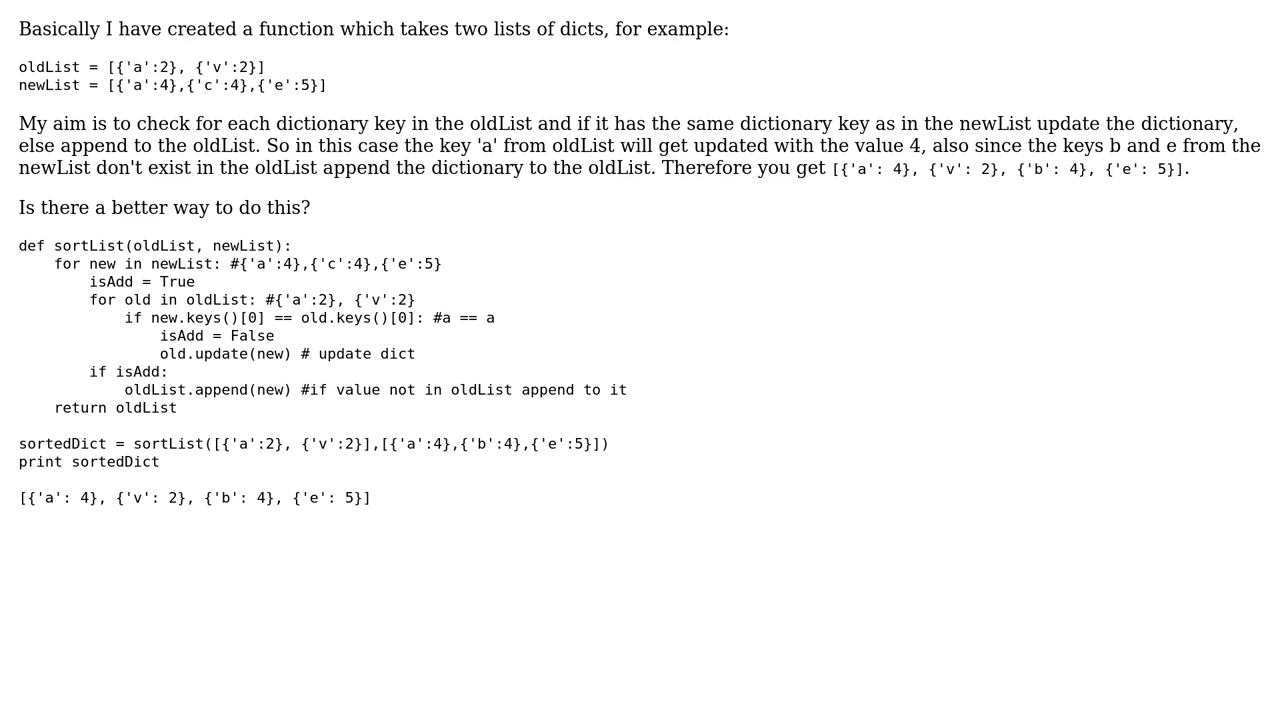 Basically I have created a function which takes two lists of dicts, for example:
oldList = [{'a':2}, {'v':2}]
newList = [{'a':4},{'c':4},{'e':5}]
My aim is to check for each dictionary key in the oldList and if it has the same dictionary key as in the newList update the dictionary,
else append to the oldList. So in this case the key 'a' from oldList will get updated with the value 4, also since the keys b and e from the
newList don't exist in the oldList append the dictionary to the oldList. Therefore you get [{'a': 4}, {'v': 2}, {'b': 4}, {'e': 5}].
Is there a better way to do this?
def sortList(oldList, newList):
    for new in newList: #{'a':4},{'c':4},{'e':5}
        isAdd = True
        for old in oldList: #{'a':2}, {'v':2}
            if new.keys()[0] == old.keys()[0]: #a == a
                isAdd = False
                old.update(new) # update dict
        if isAdd:
            oldList.append(new) #if value not in oldList append to it
    return oldList
sortedDict = sortList([{'a':2}, {'v':2}],[{'a':4},{'b':4},{'e':5}])
print sortedDict
[{'a': 4}, {'v': 2}, {'b': 4}, {'e': 5}]